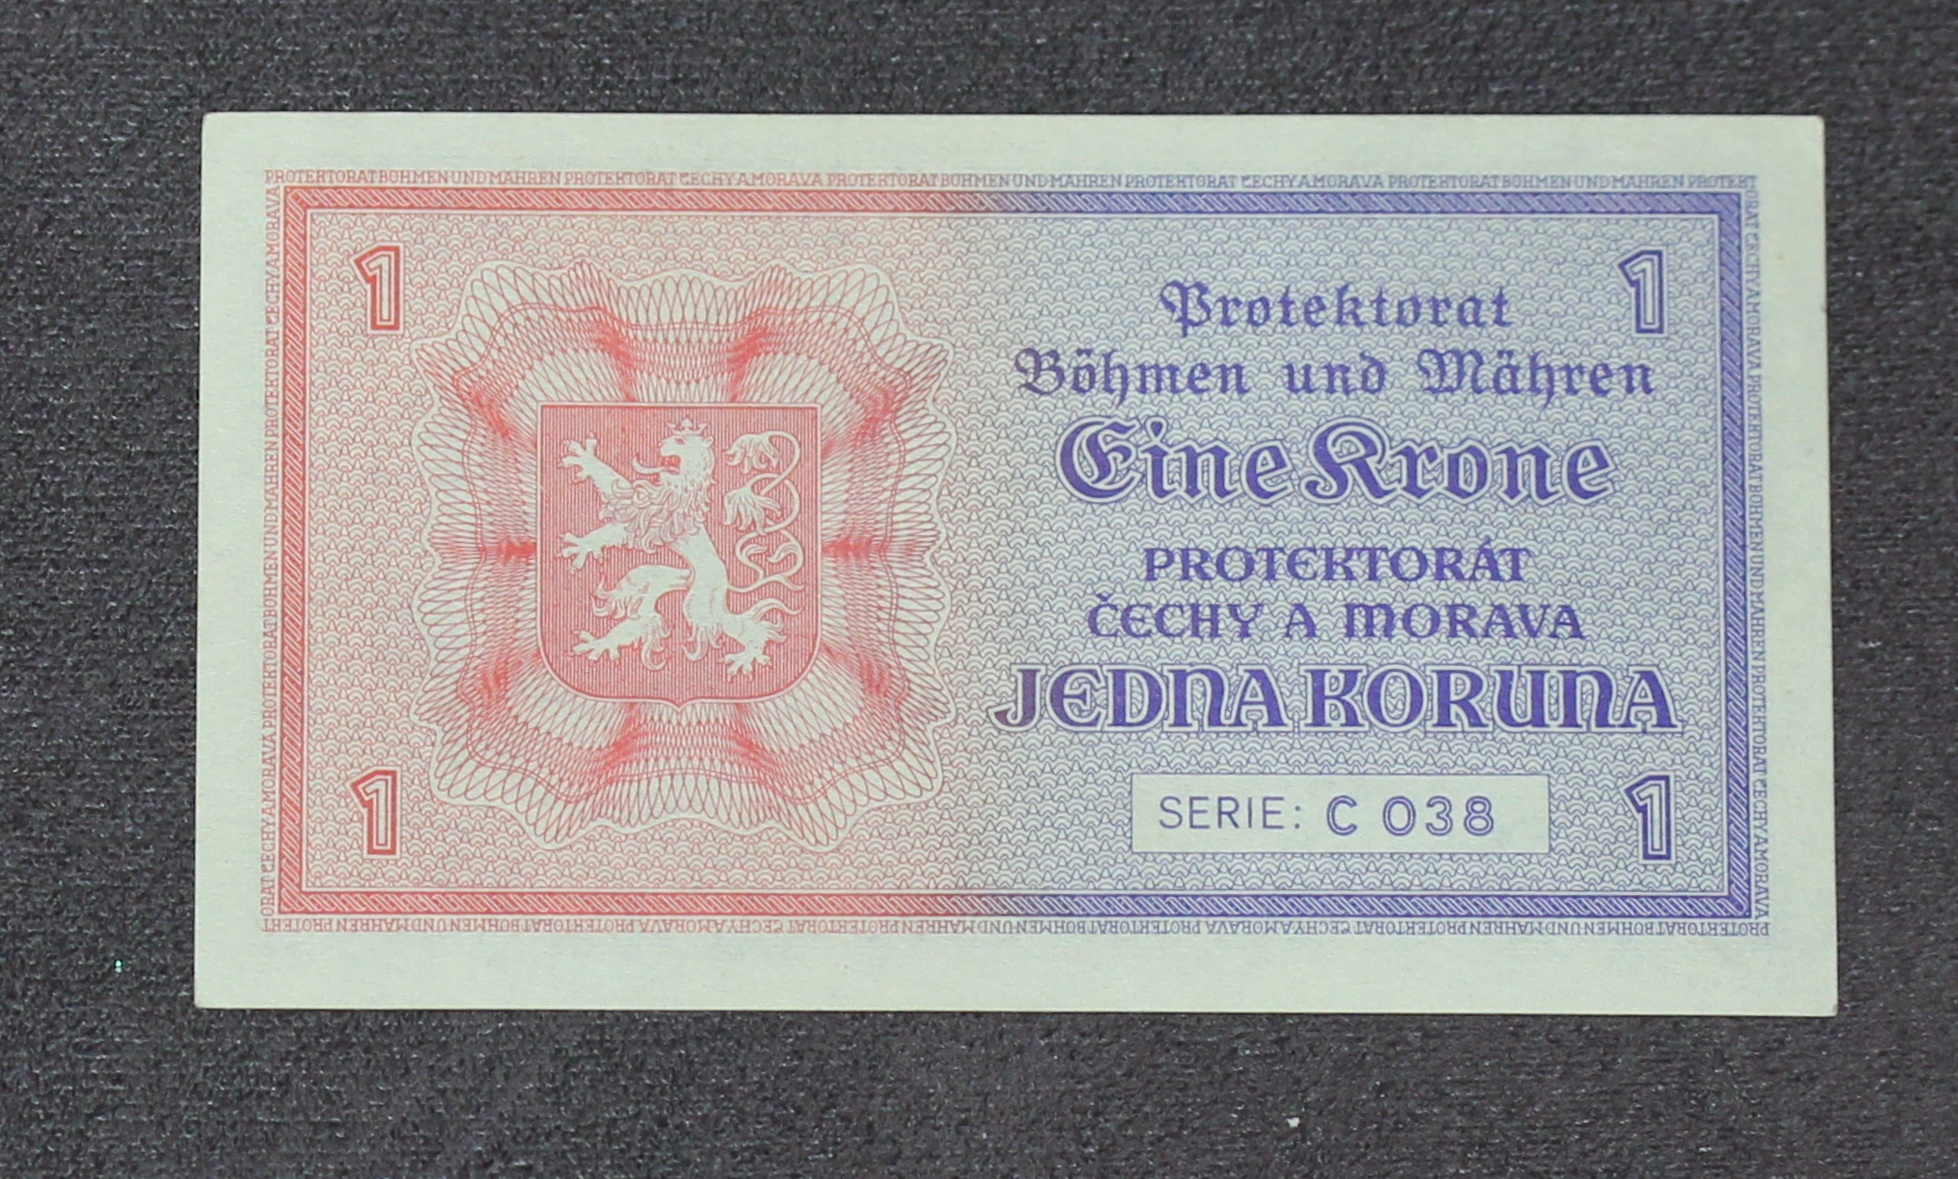 PROTEKTORAT BÖHMEN UND MÄHREN PROTEKTORAT ČECHY A MORAVA PROTEKTORAT BÖHMEN UND MÄHREN PROTEKTORAT ČECHY A MORAVA PROTEKTORAT BÖHMEN UND MÄHREN PROTEKT
1
1
Protektorat
Böhmen und Mähren
Eine Krone
PROTEKTORÁT
ČECHY A MORAVA
JEDNA KORUNA
SERIE: C 038
1
1